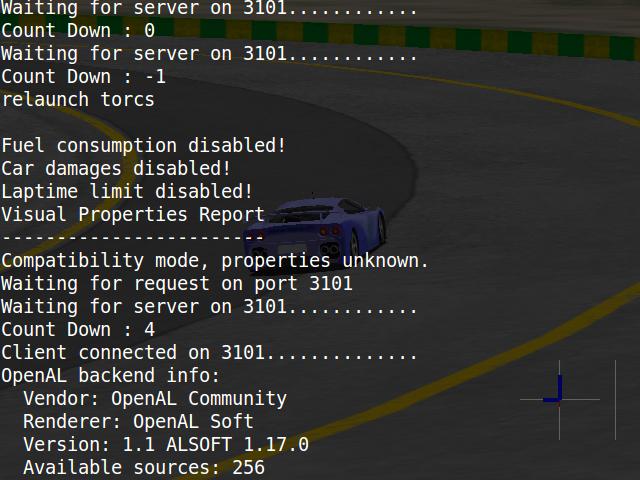 Waiting for server on 3101............
Count Down : 0
Waiting for server on 3101............
Count Down : -1
relaunch torcs
Fuel consumption disabled!
Car damages disabled!
Laptime limit disabled!
Visual Properties Report
------------------------
Compatibility mode, properties unknown.
Waiting for request on port 3101
Waiting for server on 3101............
Count Down : 4
Client connected on 3101..............
OpenAL backend info:
Vendor: OpenAL Community
Renderer: OpenAL Soft
Version: 1.1 ALSOFT 1.17.0
Available sources: 256